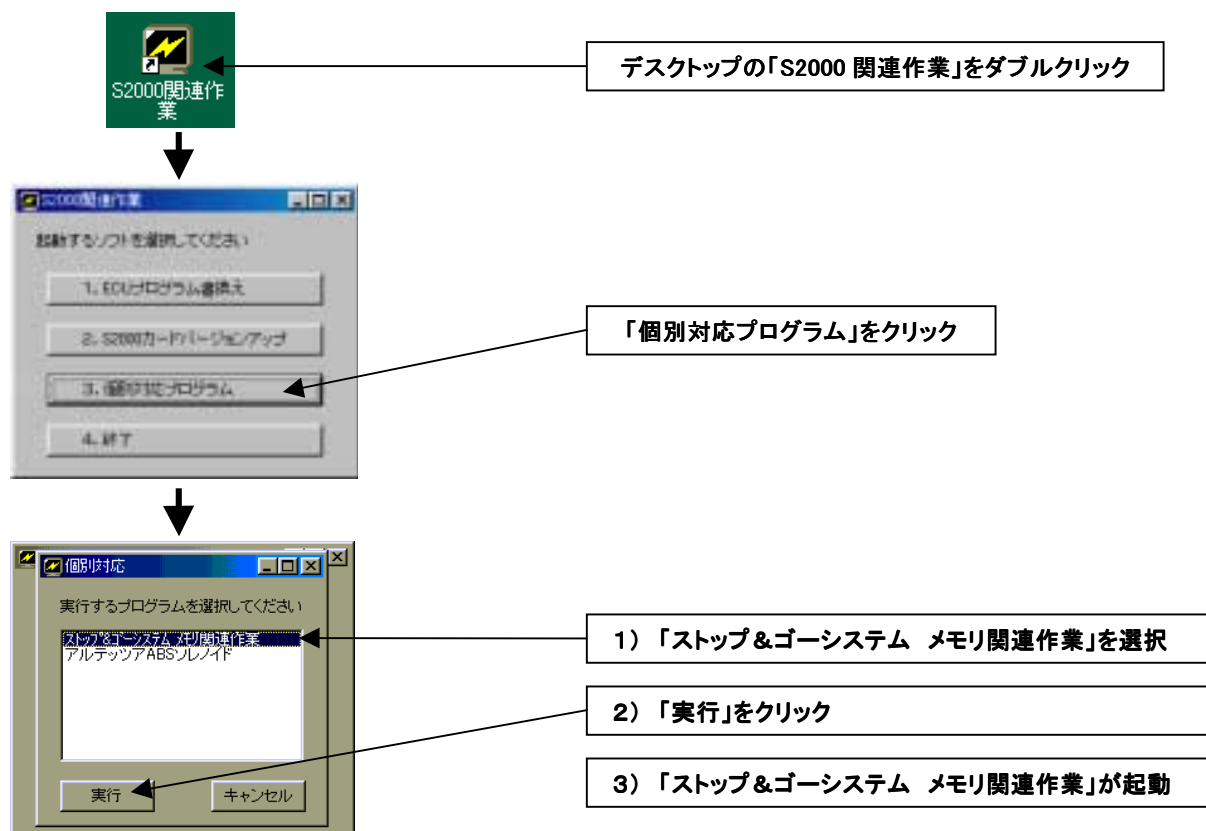 S2000関連作
業
デスクトップの「S2000 関連作業」をダブルクリック
S2000関連作業
起動するソフトを選択してください
1. ECUプログラム書換え
2. S2000カードバージョンアップ
3. 個別対応プログラム
4. 終了
「個別対応プログラム」をクリック
個別対応
実行するプログラムを選択してください
ストップ&ゴーシステム メモリ関連作業
アルテッツアABSソレノイド
実行
キャンセル
1) 「ストップ&ゴーシステム メモリ関連作業」を選択
2) 「実行」をクリック
3) 「ストップ&ゴーシステム メモリ関連作業」が起動